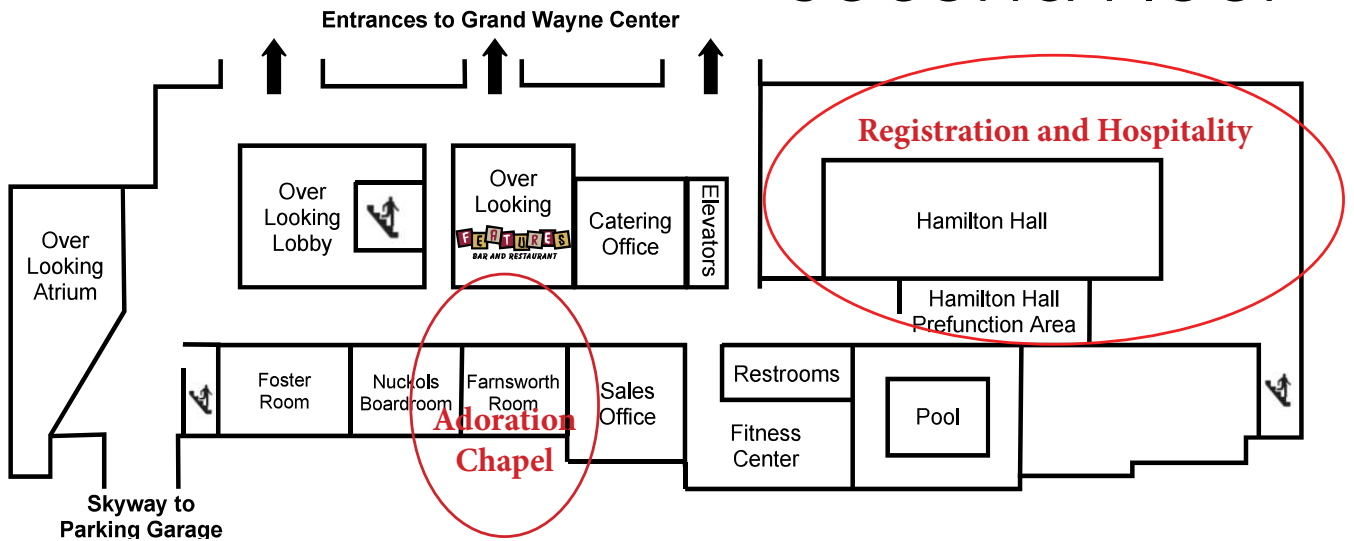 Entrances to Grand Wayne Center
Registration and Hospitality
Over
Looking
Lobby
Over
Looking
FEATURES
BAR AND RESTAURANT
Catering
Office
Elevators
Hamilton Hall
Over
Looking
Atrium
Hamilton Hall
Prefunction Area
Foster
Room
Nuckols
Boardroom
Farnsworth
Room
Adoration
Chapel
Sales
Office
Restrooms
Fitness
Center
Pool
Skyway to
Parking Garage